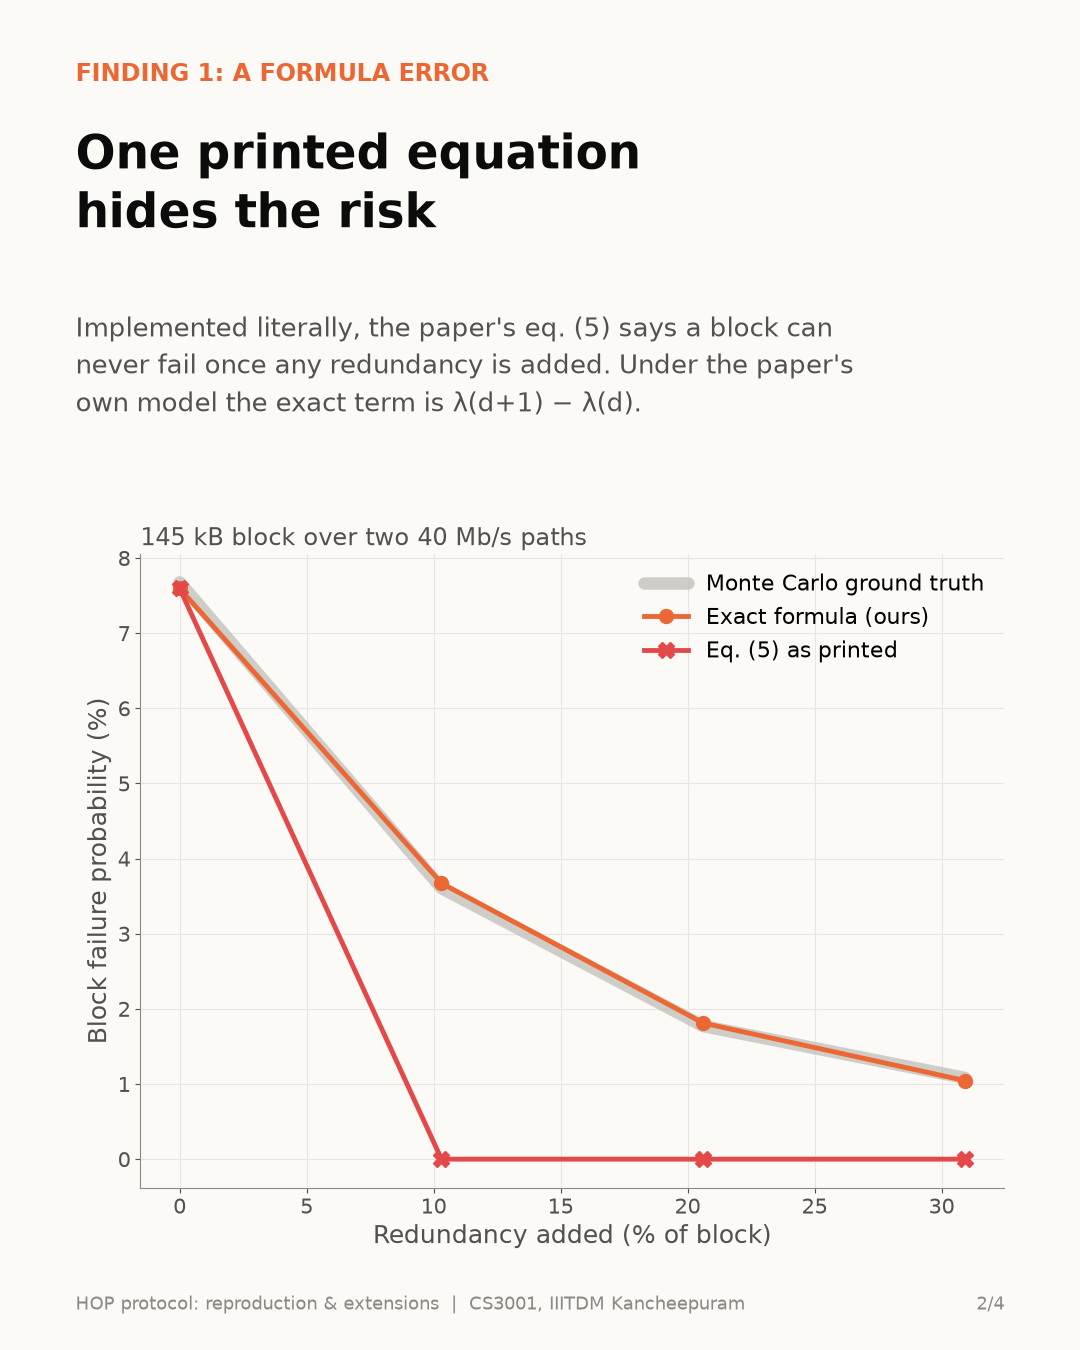 FINDING 1: A FORMULA ERROR
One printed equation
hides the risk
Implemented literally, the paper's eq. (5) says a block can
never fail once any redundancy is added. Under the paper's
own model the exact term is λ(d+1) − λ(d).
145 kB block over two 40 Mb/s paths
Monte Carlo ground truth
Exact formula (ours)
Eq. (5) as printed
Block failure probability (%)
8
7
6
5
4
3
2
1
0
0 5 10 15 20 25 30
Redundancy added (% of block)
HOP protocol: reproduction & extensions | CS3001, IIITDM Kancheepuram
2/4